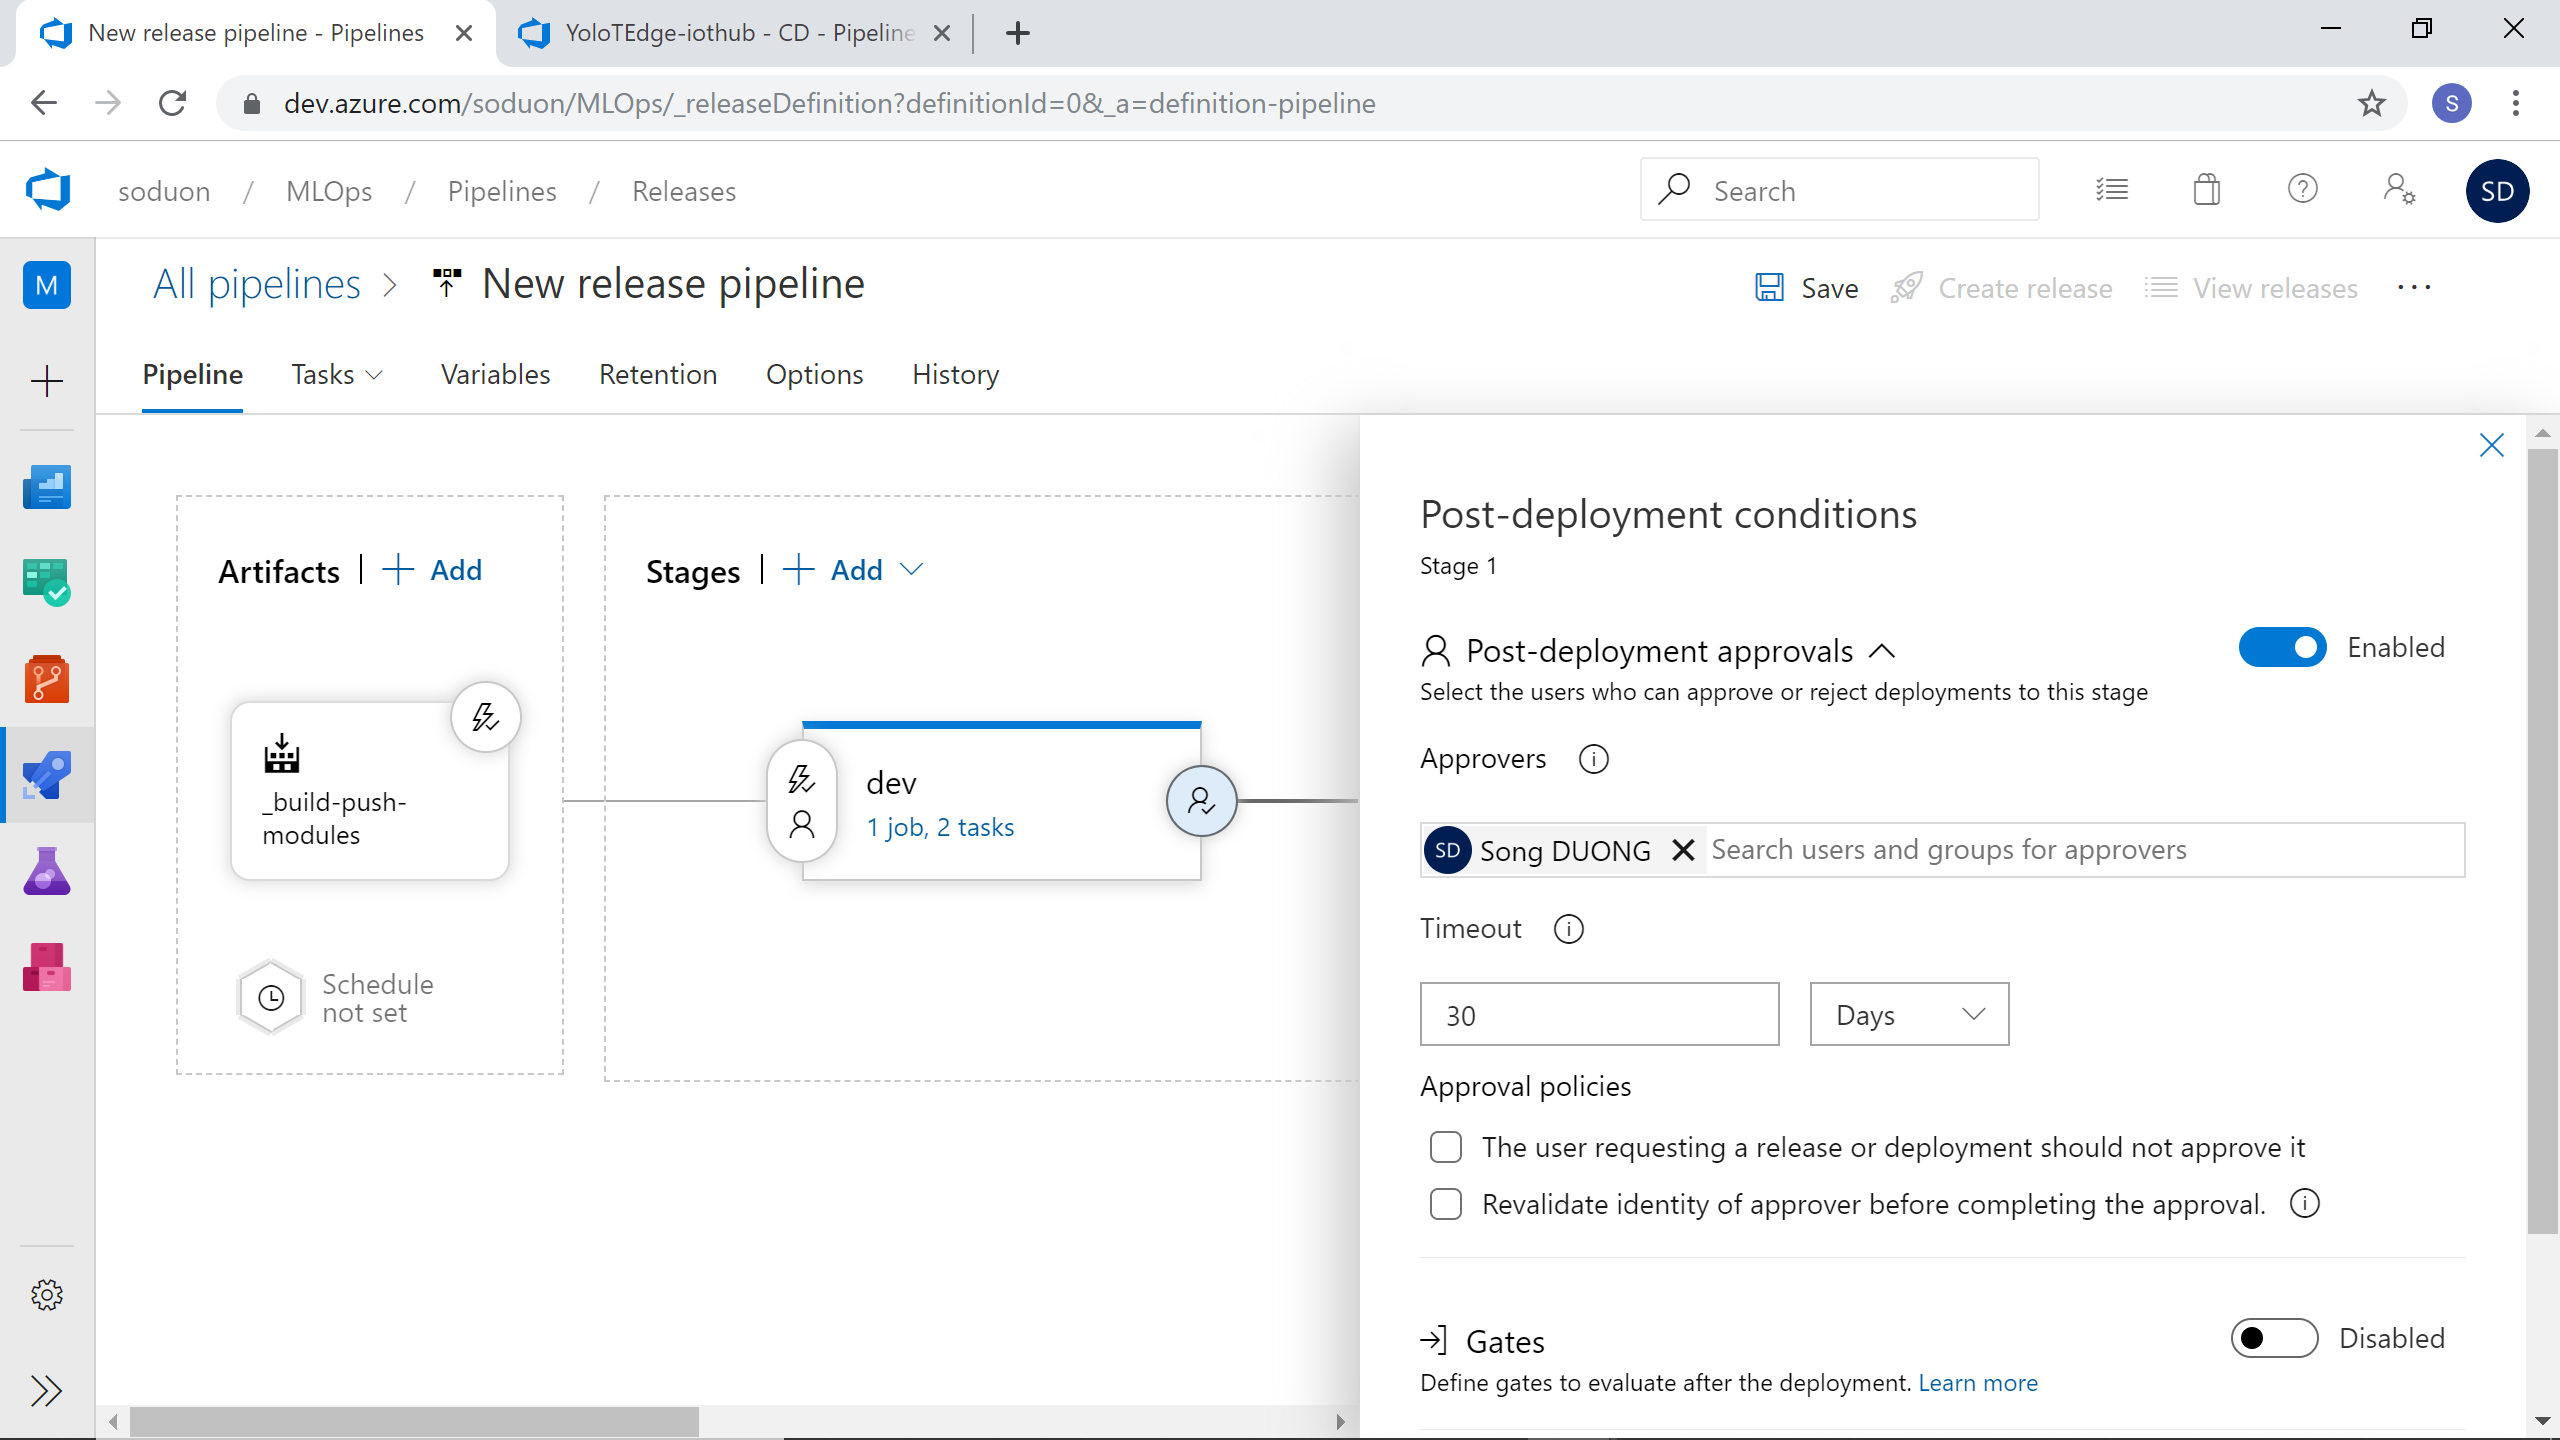 New release pipeline - Pipelines
YoloTEdge-iothub - CD - Pipeline
dev.azure.com/soduon/MLOps/_releaseDefinition?definitionId=0&_a=definition-pipeline
S
soduon / MLOps / Pipelines / Releases
Search
SD
M
All pipelines > New release pipeline
Save
Create release
View releases
Pipeline
Tasks
Variables
Retention
Options
History
Artifacts | + Add
Stages | + Add
_build-push-
modules
Schedule
not set
dev
1 job, 2 tasks
Post-deployment conditions
Stage 1
Post-deployment approvals
Enabled
Select the users who can approve or reject deployments to this stage
Approvers
SD Song DUONG Search users and groups for approvers
Timeout
30
Days
Approval policies
The user requesting a release or deployment should not approve it
Revalidate identity of approver before completing the approval.
Gates
Disabled
Define gates to evaluate after the deployment. Learn more